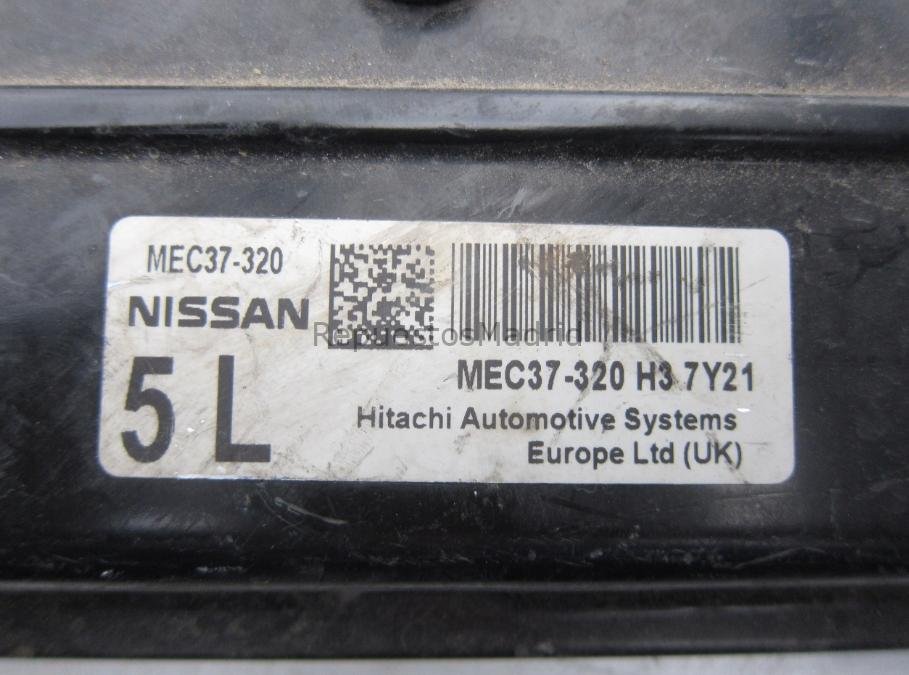 MEC37-320
NISSAN
5 L
RepuestosMadrid
MEC37-320 H3 7Y21
Hitachi Automotive Systems
Europe Ltd (UK)